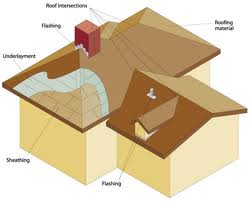 Roof intersections
Flashing
Roofing
material
Underlayment
Sheathing
Flashing